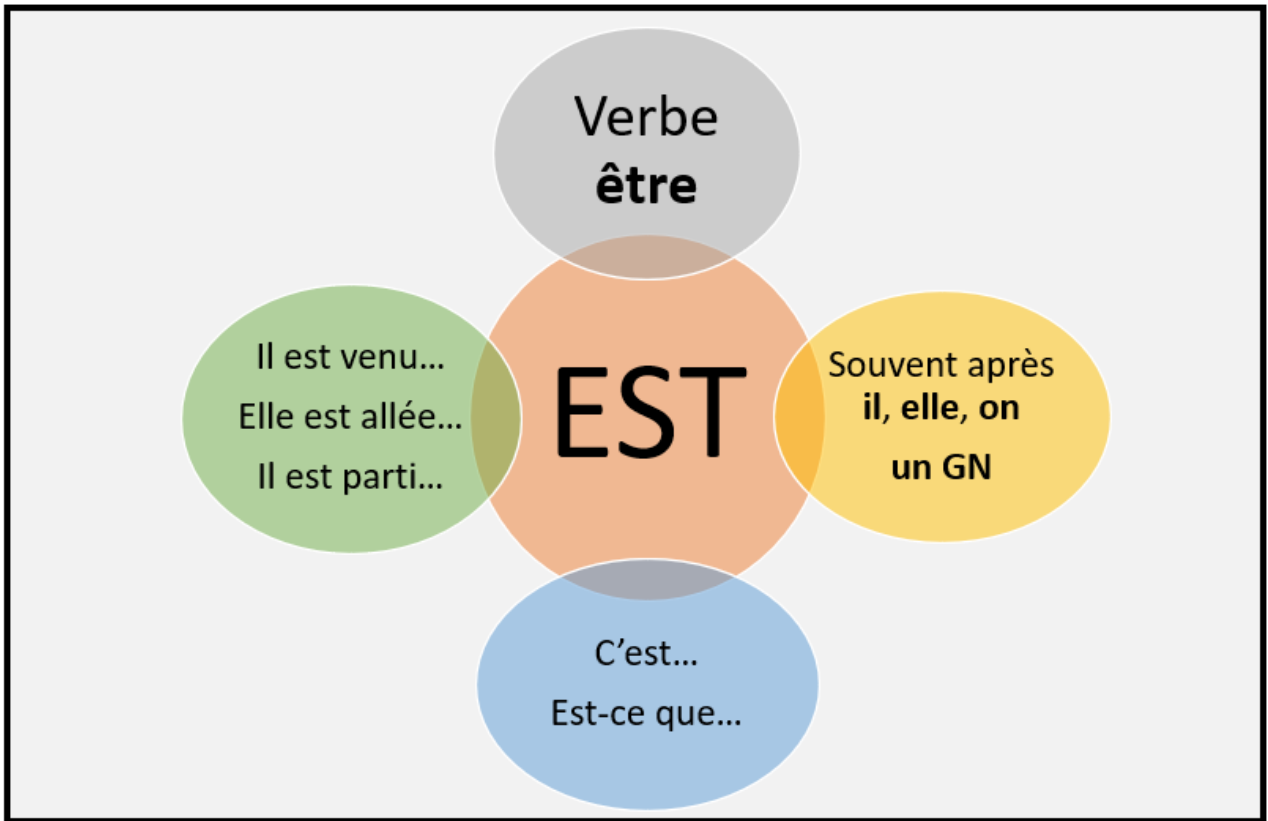 Verbe
être
Il est venu…
Elle est allée…
Il est parti…
EST
Souvent après
il, elle, on
un GN
C’est…
Est-ce que…